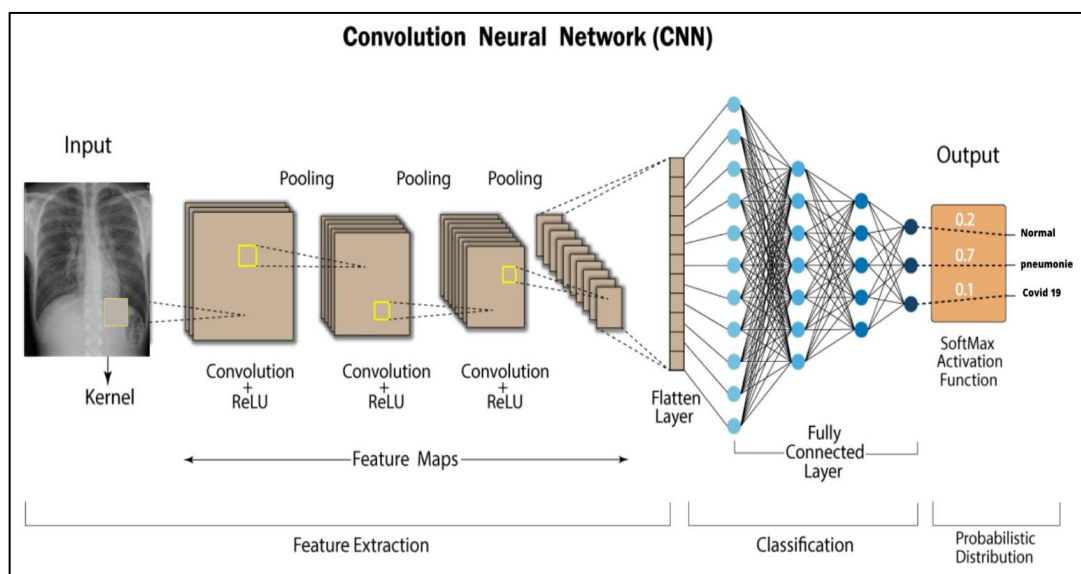 Convolution Neural Network (CNN)
Input
Kernel
Pooling
Pooling
Pooling
Convolution
+
ReLU
Convolution
+
ReLU
Convolution
+
ReLU
Feature Maps
Flatten
Layer
Fully
Connected
Layer
Output
0.2
Normal
0.7
pneumonie
0.1
Covid 19
SoftMax
Activation
Function
Feature Extraction
Classification
Probabilistic
Distribution